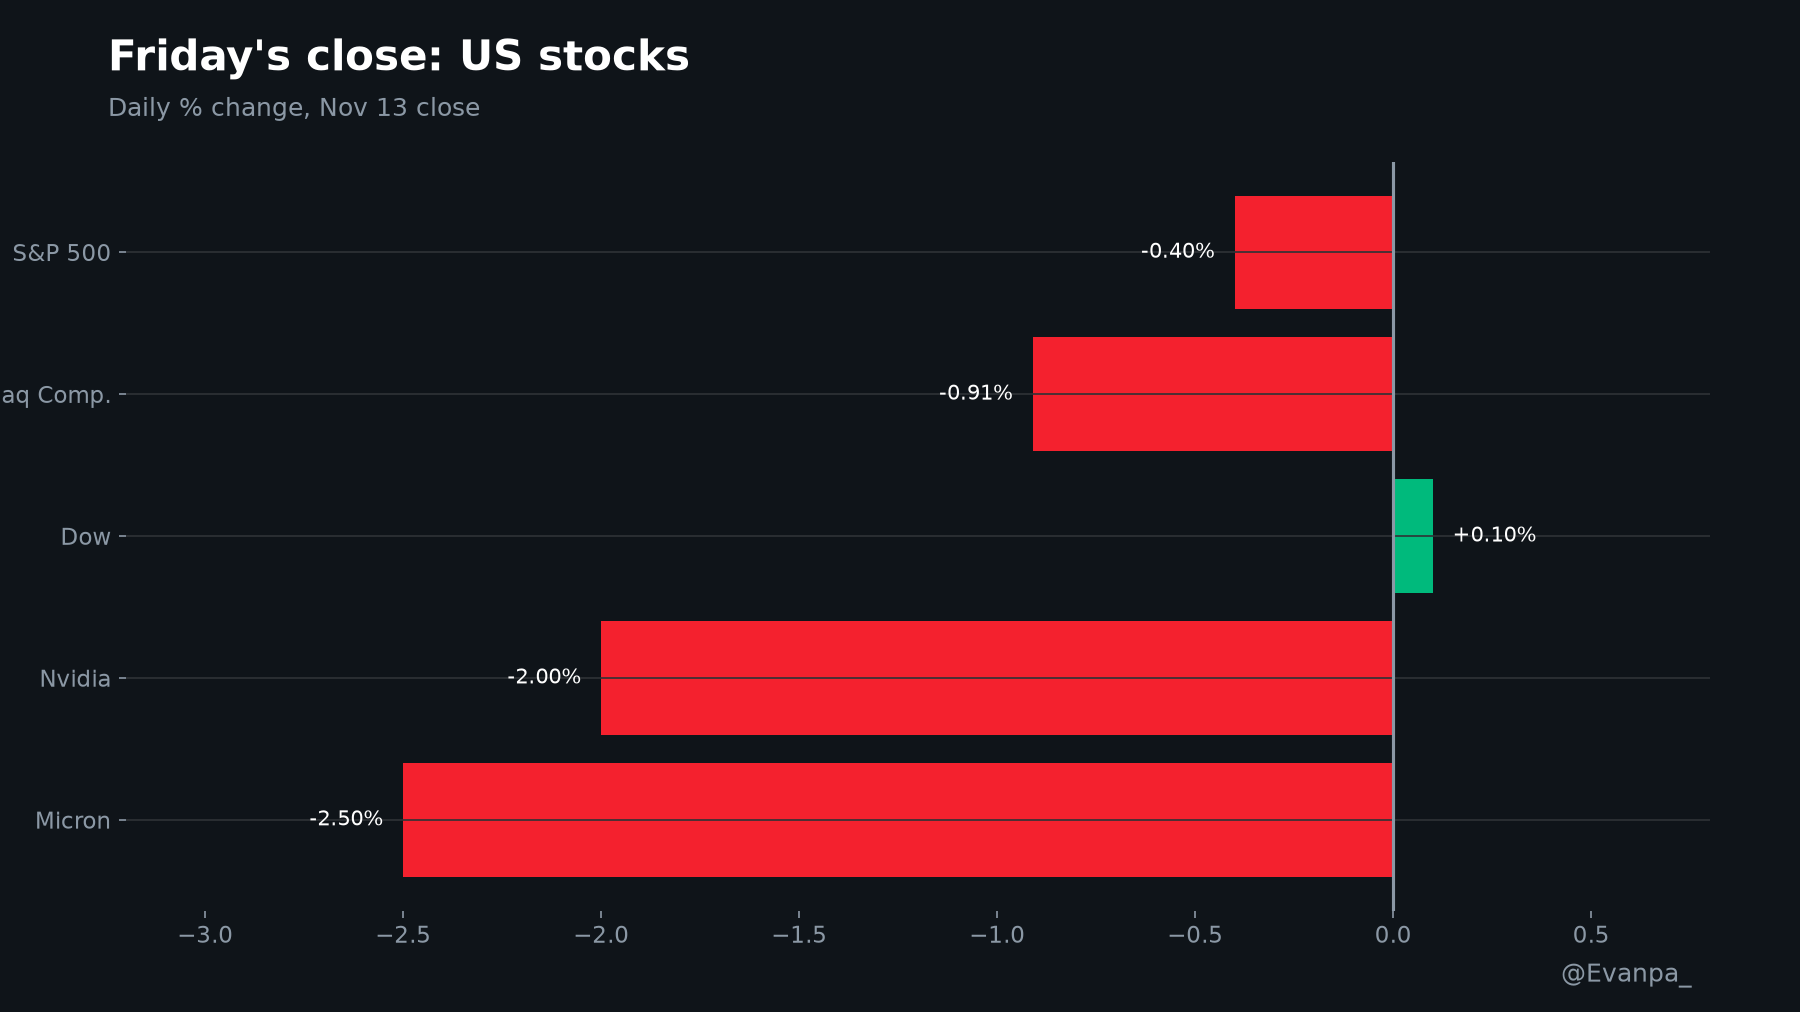 Friday's close: US stocks
Daily % change, Nov 13 close
S&P 500
-0.40%
aq Comp.
-0.91%
Dow
+0.10%
Nvidia
-2.00%
Micron
-2.50%
−3.0 −2.5 −2.0 −1.5 −1.0 −0.5 0.0 0.5
@Evanpa_